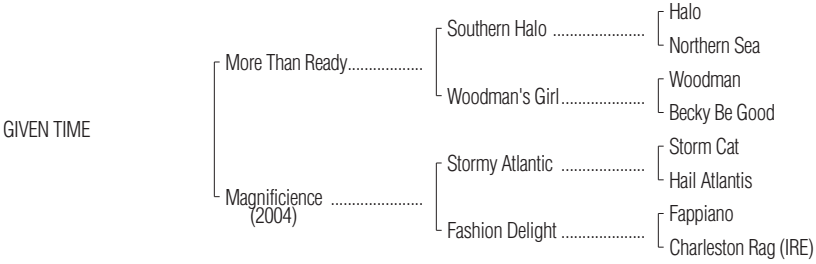 Halo
Southern Halo ......................
Northern Sea
More Than Ready..................
Woodman
Woodman's Girl....................
Becky Be Good
GIVEN TIME
Storm Cat
Stormy Atlantic ....................
Hail Atlantis
Magnificience ......................
(2004)
Fappiano
Fashion Delight ....................
Charleston Rag (IRE)